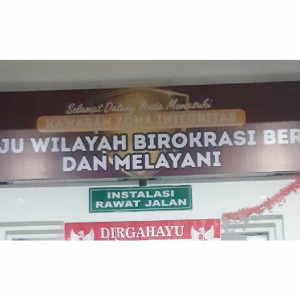 Selamat Datang Anda Memasuki
KAWASAN ZONA INTEGRITAS
JU WILAYAH BIROKRASI BER
DAN MELAYANI
INSTALASI
RAWAT JALAN
DIRGAHAYU